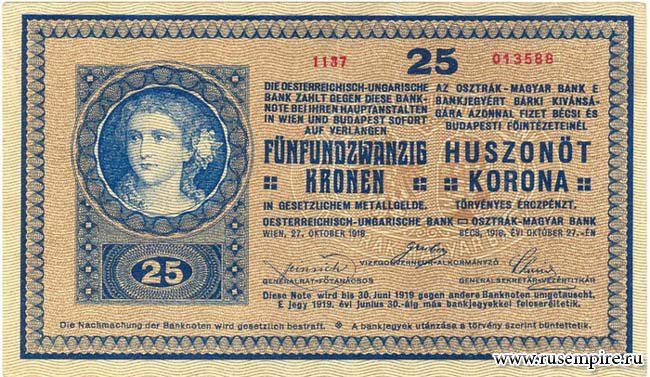 1137 25 013588
DIE OESTERREICHISCH-UNGARISCHE
BANK ZAHLT GEGEN DIESE BANK-
NOTE BEI IHREN HAUPTANSTALTEN
IN WIEN UND BUDAPEST SOFORT
AUF VERLANGEN
FÜNFUNDZWANZIG
KRONEN
IN GESETZLICHEM METALLGELDE.
AZ OSZTRÁK-MAGYAR BANK E
BANKJEGYÉRT BÁRKI KIVÁNSÁ-
GÁRA AZONNAL FIZET BÉCSI ÉS
BUDAPESTI FŐINTÉZETEINÉL
HUSZONÖT
KORONA
TÖRVÉNYES ÉRCZPÉNZT.
OESTERREICHISCH-UNGARISCHE BANK OSZTRÁK-MAGYAR BANK
WIEN, 27. OKTOBER 1918 BÉCS, 1918. ÉVI OKTÓBER 27.-ÉN
VIZEGOUVERNEUR-ALKORMÁNYZÓ
GENERALRAT-FŐTANÁCSOS GENERALSEKRETÄR-VEZÉRTITKÁR
25
Diese Note wird bis 30. Juni 1919 gegen andere Banknoten umgetauscht.
E jegy 1919. évi junius 30.-áig más bankjegyekkel felcseréltetik.
Die Nachmachung der Banknoten wird gesetzlich bestraft. A bankjegyek utánzása a törvény szerint büntettetik.
www.rusempire.ru